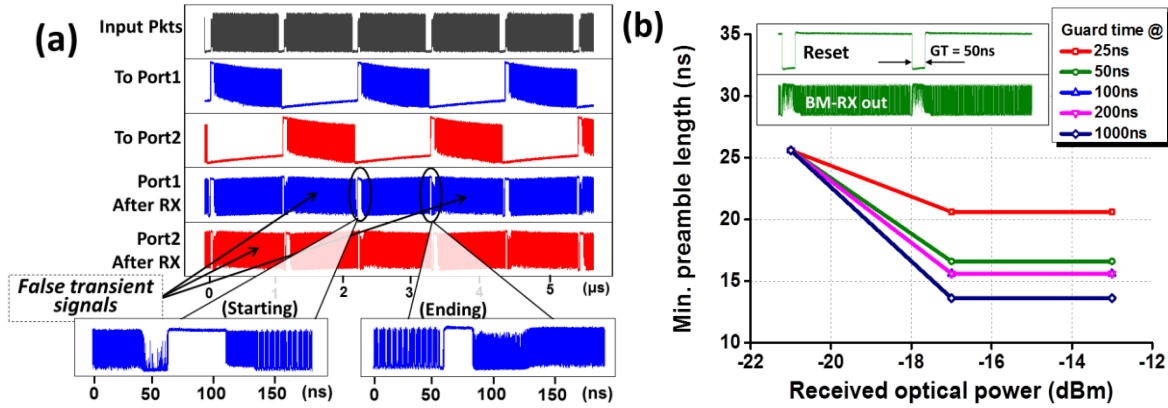 (a)
Input Pkts
To Port1
To Port2
Port1
After RX
Port2
After RX
False transient
signals
0 1 2 3 4 5 (µs)
(Starting)
(Ending)
0 50 100 150 (ns)
0 50 100 150 (ns)
(b)
Min. preamble length (ns)
35
30
25
20
15
10
Reset
GT = 50ns
BM-RX out
Guard time @
25ns
50ns
100ns
200ns
1000ns
-22 -20 -18 -16 -14 -12
Received optical power (dBm)